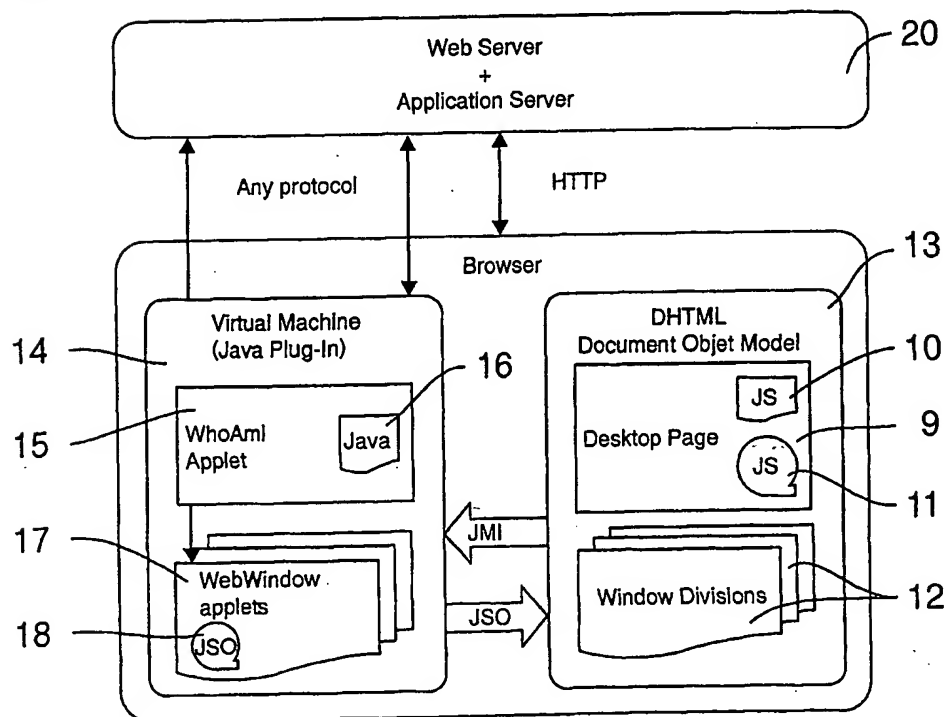 Web Server
+
Application Server
20
Any protocol
HTTP
Browser
13
Virtual Machine
(Java Plug-In)
DHTML
Document Objet Model
14
16
10
15
WhoAmI
Applet
Java
JS
Desktop Page
9
JS
11
JMI
17
WebWindow
applets
Window Divisions
12
18
JSO
JSO